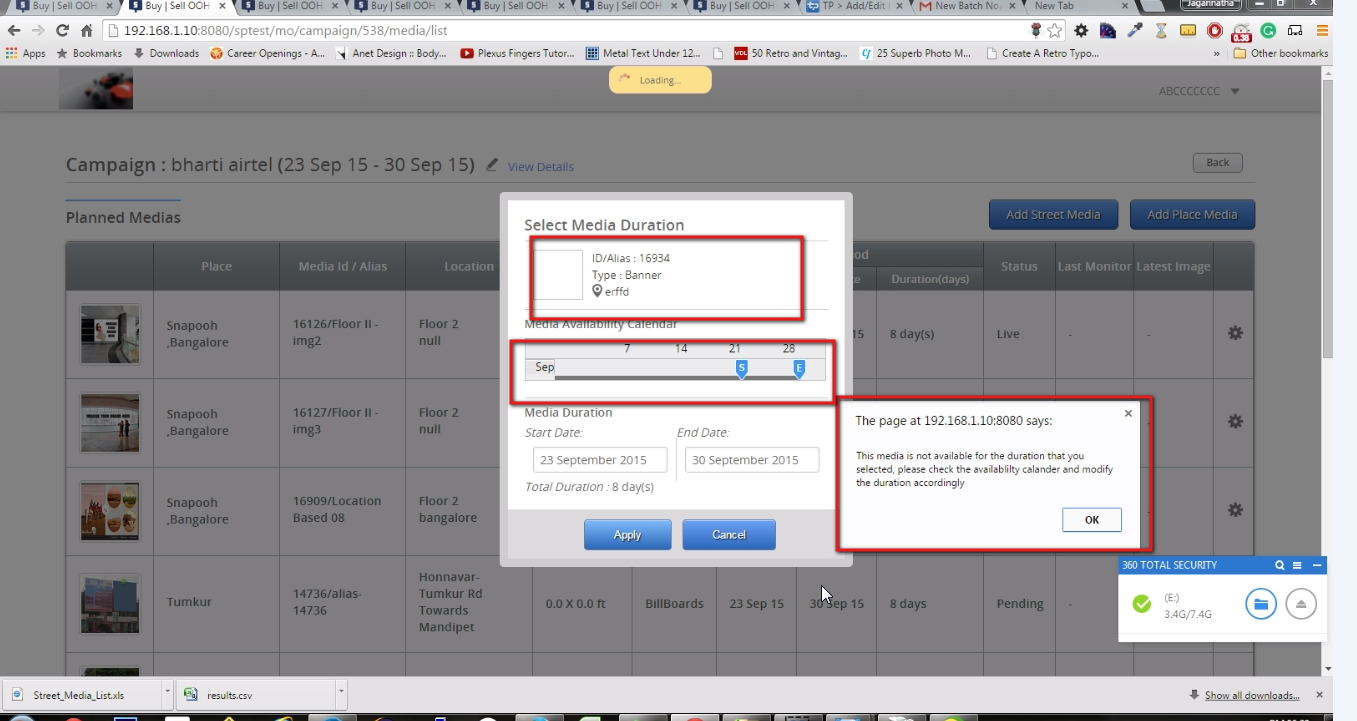 Buy | Sell OOH
Buy | Sell OOH
Buy | Sell OOH
Buy | Sell OOH
Buy | Sell OOH
Buy | Sell OOH
Buy | Sell OOH
TP > Add/Edit
New Batch No.
New Tab
Jagannatha
192.168.1.10:8080/sptest/mo/campaign/538/media/list
0.38
Apps
Bookmarks
Downloads
Career Openings - A...
Anet Design :: Body...
Plexus Fingers Tutor...
Metal Text Under 12...
50 Retro and Vintag...
25 Superb Photo M...
Create A Retro Typo...
»
Other bookmarks
Loading...
ABCCCCCCC
Campaign : bharti airtel (23 Sep 15 - 30 Sep 15)
View Details
Back
Planned Medias
Add Street Media
Add Place Media
Place
Media Id / Alias
Location
od
Duration(days)
Status
Last Monitor
Latest Image
Snapooh
,Bangalore
16126/Floor II -
img2
Floor 2
null
15
8 day(s)
Live
-
-
Snapooh
,Bangalore
16127/Floor II -
img3
Floor 2
null
Snapooh
,Bangalore
16909/Location
Based 08
Floor 2
bangalore
Tumkur
14736/alias-
14736
Honnavar-
Tumkur Rd
Towards
Mandipet
0.0 X 0.0 ft
BillBoards
23 Sep 15
30 Sep 15
8 days
Pending
-
Select Media Duration
ID/Alias : 16934
Type : Banner
erffd
Media Availability Calendar
7 14 21 28
Sep
S
E
Media Duration
Start Date:
End Date:
23 September 2015
30 September 2015
Total Duration : 8 day(s)
Apply
Cancel
The page at 192.168.1.10:8080 says:
×
This media is not available for the duration that you
selected, please check the availablilty calander and modify
the duration accordingly
OK
360 TOTAL SECURITY
(E:)
3.4G/7.4G
Street_Media_List.xls
results.csv
Show all downloads...